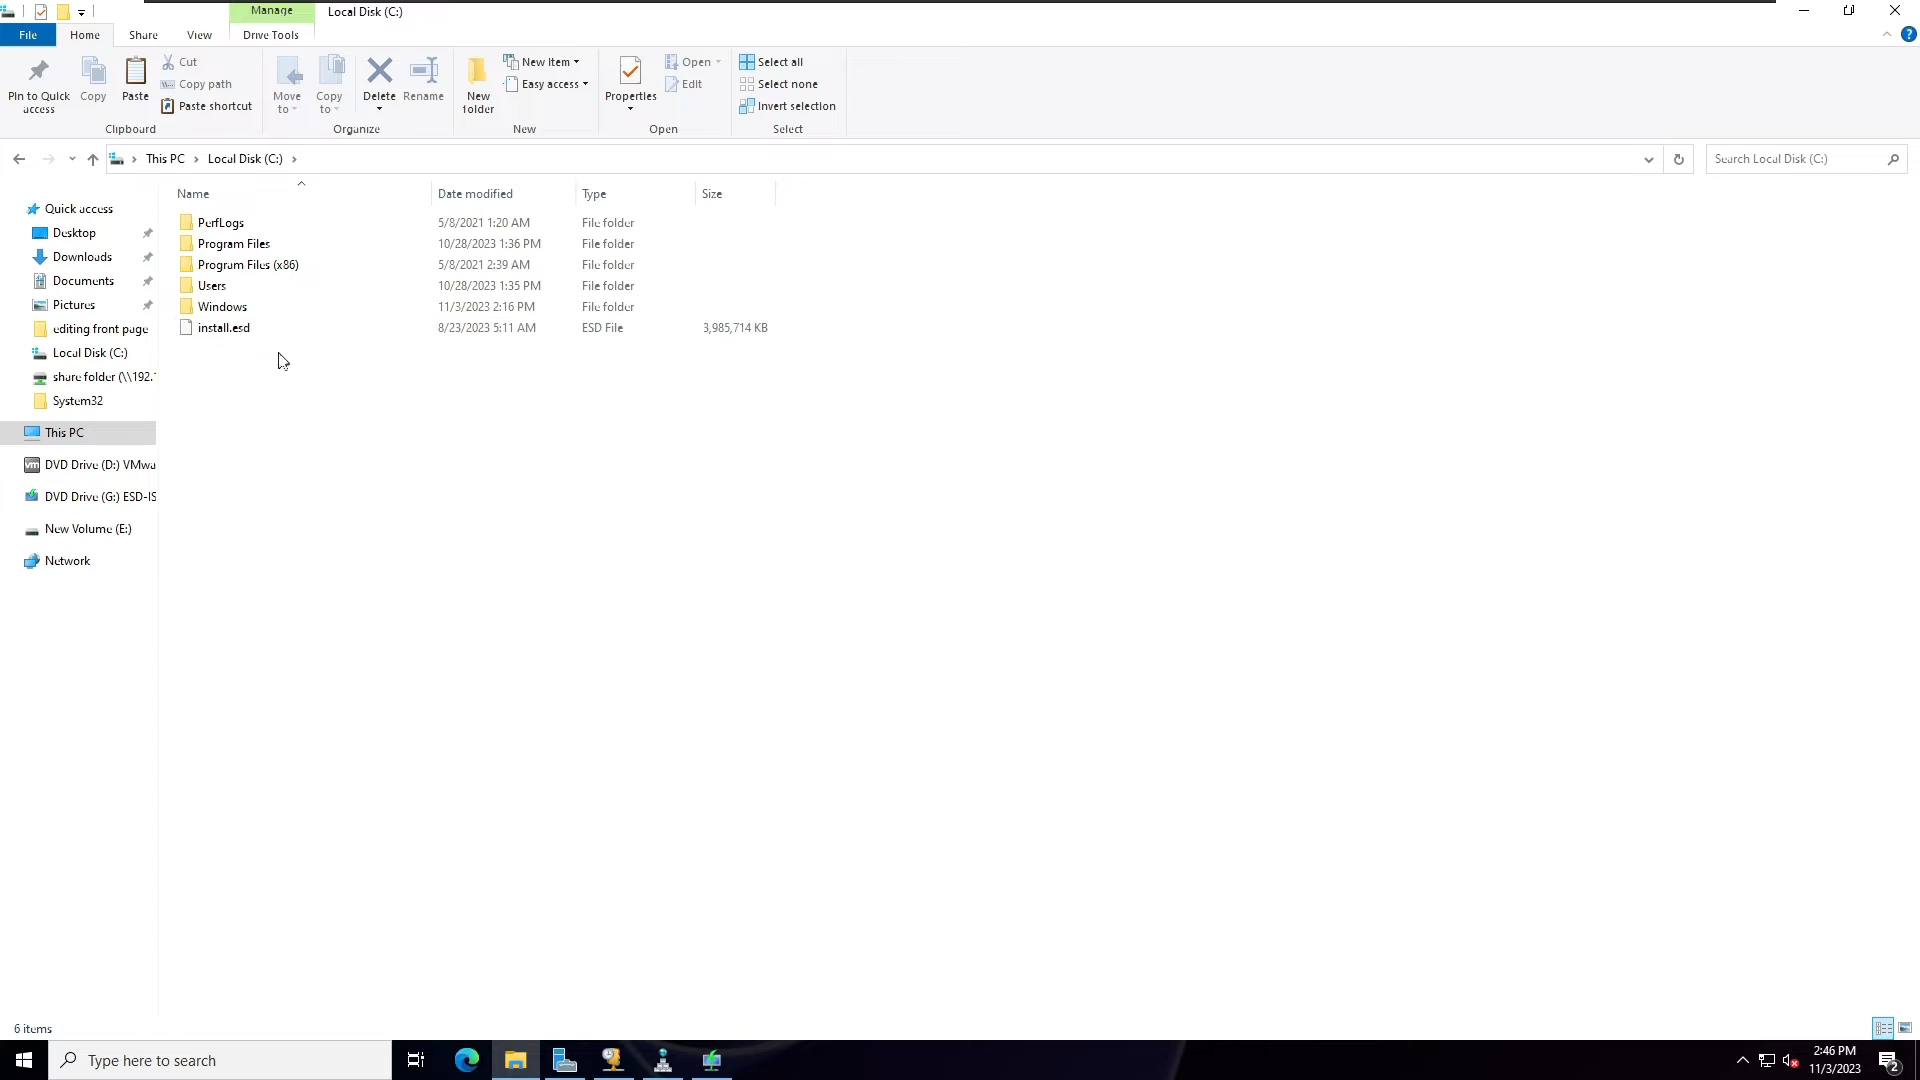 Manage
Local Disk (C:)
File
Home
Share
View
Drive Tools
Pin to Quick access
Copy
Paste
Cut
Copy path
Paste shortcut
Clipboard
Move to
Copy to
Delete
Rename
Organize
New folder
New item
Easy access
New
Properties
Open
Edit
Open
Select all
Select none
Invert selection
Select
This PC
Local Disk (C:)
Search Local Disk (C:)
Name Date modified Type Size
PerfLogs 5/8/2021 1:20 AM File folder
Program Files 10/28/2023 1:36 PM File folder
Program Files (x86) 5/8/2021 2:39 AM File folder
Users 10/28/2023 1:35 PM File folder
Windows 11/3/2023 2:16 PM File folder
install.esd 8/23/2023 5:11 AM ESD File 3,985,714 KB
Quick access
Desktop
Downloads
Documents
Pictures
editing front page
Local Disk (C:)
share folder (\\192.
System32
This PC
DVD Drive (D:) VMwa
DVD Drive (G:) ESD-IS
New Volume (E:)
Network
6 items
Type here to search
2:46 PM
11/3/2023
2